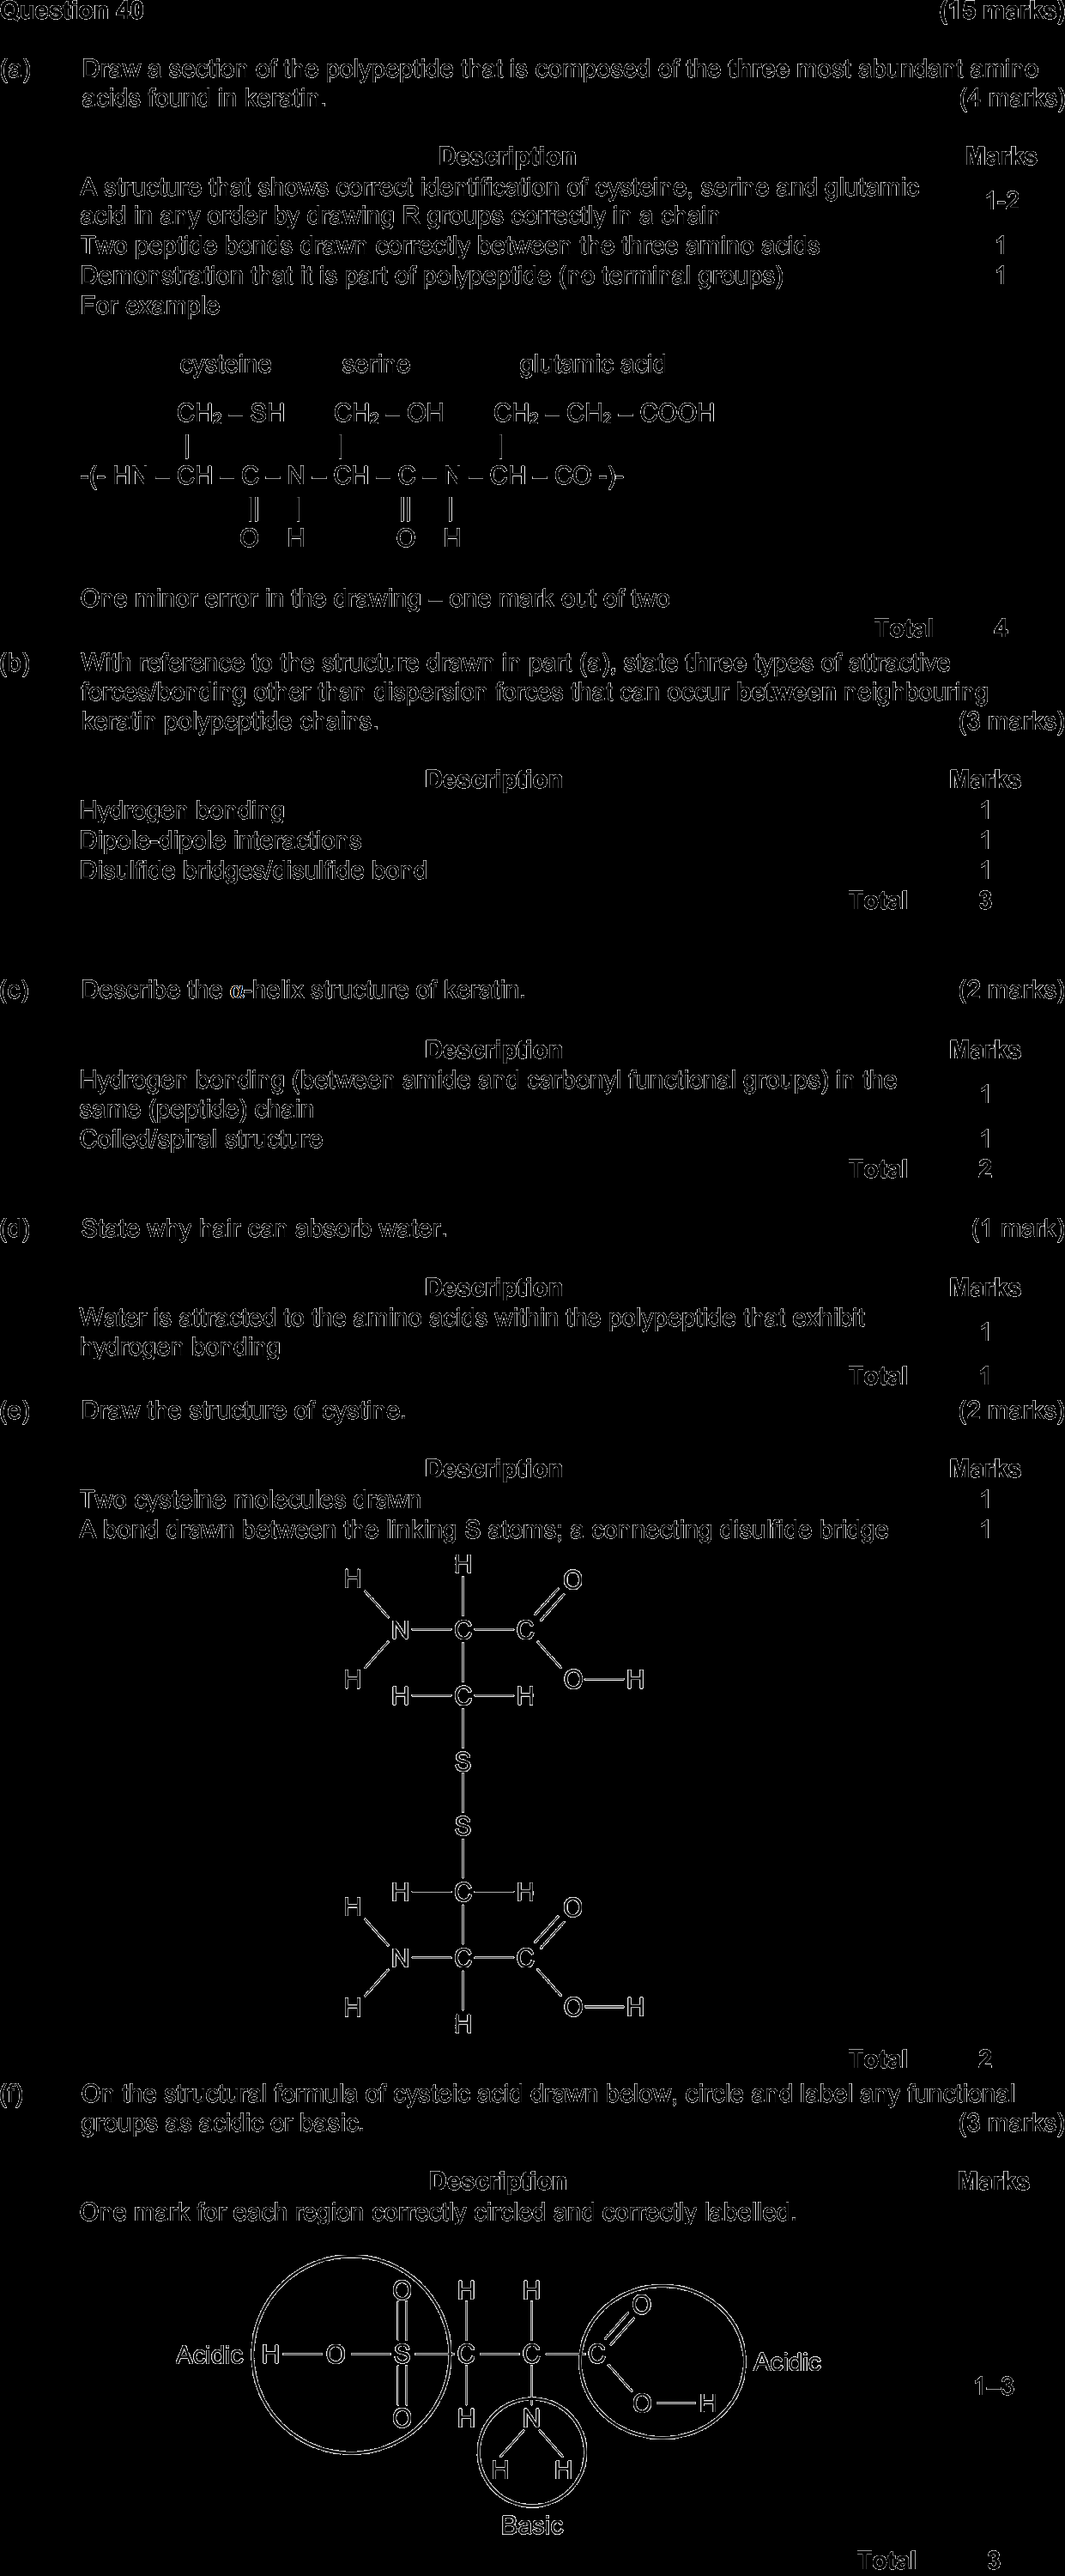 Question 40 (15 marks)
(a) Draw a section of the polypeptide that is composed of the three most abundant amino
acids found in keratin. (4 marks)
Description Marks
A structure that shows correct identification of cysteine, serine and glutamic
acid in any order by drawing R groups correctly in a chain 1-2
Two peptide bonds drawn correctly between the three amino acids 1
Demonstration that it is part of polypeptide (no terminal groups) 1
For example
cysteine serine glutamic acid
CH₂ – SH CH₂ – OH CH₂ – CH₂ – COOH
| | |
-(- HN – CH – C – N – CH – C – N – CH – CO -)-
|| | || |
O H O H
One minor error in the drawing – one mark out of two
Total 4
(b) With reference to the structure drawn in part (a), state three types of attractive
forces/bonding other than dispersion forces that can occur between neighbouring
keratin polypeptide chains. (3 marks)
Description Marks
Hydrogen bonding 1
Dipole-dipole interactions 1
Disulfide bridges/disulfide bond 1
Total 3
(c) Describe the α-helix structure of keratin. (2 marks)
Description Marks
Hydrogen bonding (between amide and carbonyl functional groups) in the
same (peptide) chain 1
Coiled/spiral structure 1
Total 2
(d) State why hair can absorb water. (1 mark)
Description Marks
Water is attracted to the amino acids within the polypeptide that exhibit
hydrogen bonding 1
Total 1
(e) Draw the structure of cystine. (2 marks)
Description Marks
Two cysteine molecules drawn 1
A bond drawn between the linking S atoms; a connecting disulfide bridge 1
H H O
N C C
H H C H O H
S
S
H H C H O
N C C
H H O H
Total 2
(f) On the structural formula of cysteic acid drawn below, circle and label any functional
groups as acidic or basic. (3 marks)
Description Marks
One mark for each region correctly circled and correctly labelled.
O H H O
Acidic H O S C C C Acidic
1–3
O H N O H
H H
Basic
Total 3